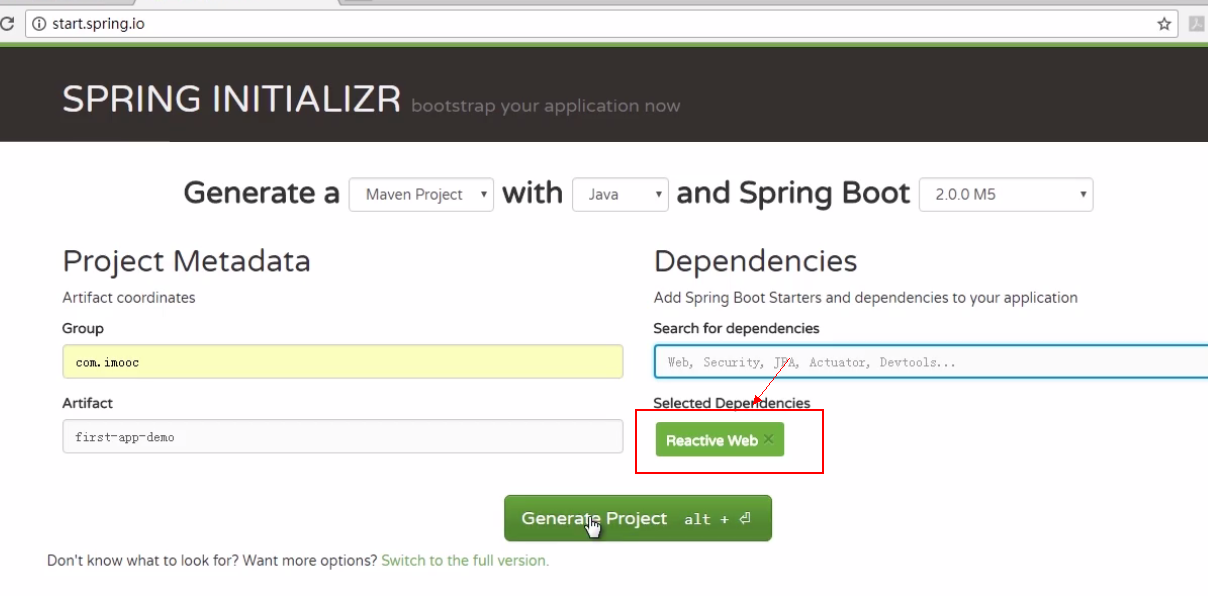 start.spring.io
SPRING INITIALIZR bootstrap your application now
Generate a Maven Project with Java and Spring Boot 2.0.0 M5
Project Metadata
Artifact coordinates
Group
com.imooc
Artifact
first-app-demo
Dependencies
Add Spring Boot Starters and dependencies to your application
Search for dependencies
Web, Security, JPA, Actuator, Devtools...
Selected Dependencies
Reactive Web ×
Generate Project alt + ⏎
Don't know what to look for? Want more options? Switch to the full version.